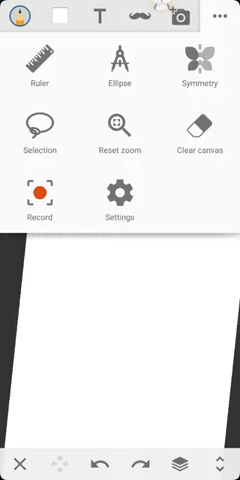 T
Ruler
Ellipse
Symmetry
Selection
Reset zoom
Clear canvas
Record
Settings